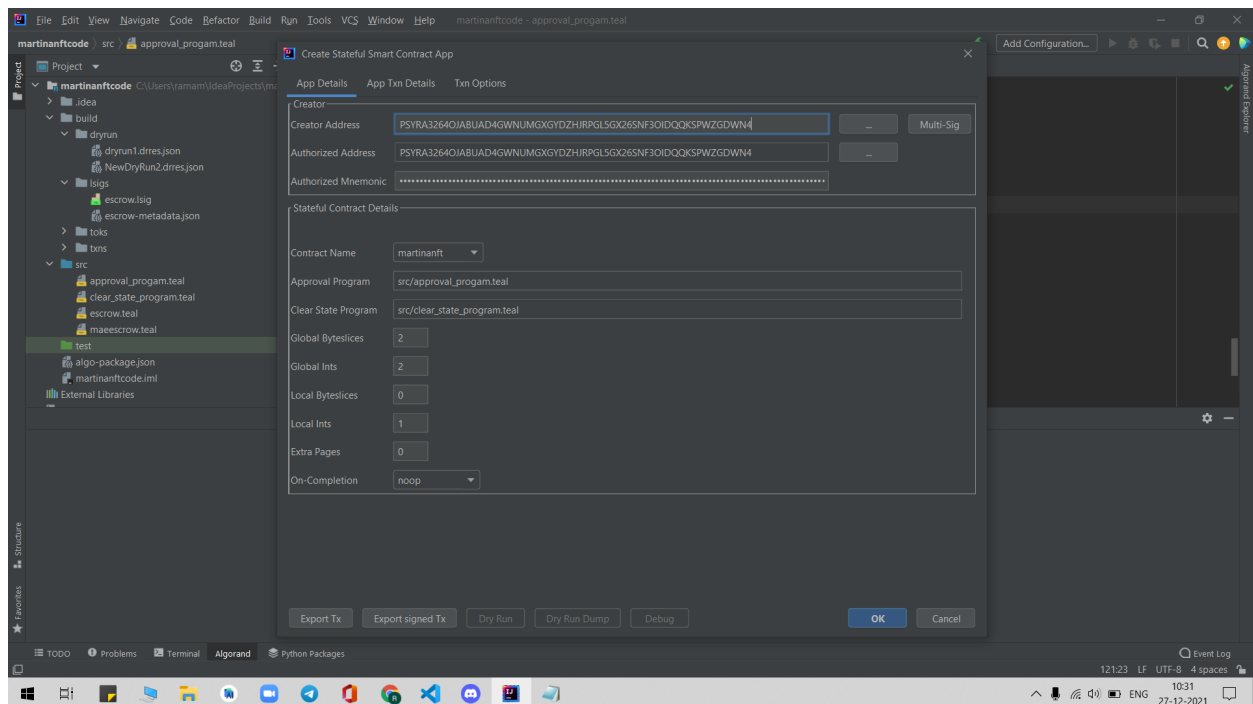 File Edit View Navigate Code Refactor Build Run Tools VCS Window Help martinanftcode - approval_progam.teal
martinanftcode src approval_progam.teal
Add Configuration...
Project
Project
martinanftcode C:\Users\ramam\IdeaProjects\ma
.idea
build
dryrun
dryrun1.drres.json
NewDryRun2.drres.json
lsigs
escrow.lsig
escrow-metadata.json
toks
txns
src
approval_progam.teal
clear_state_program.teal
escrow.teal
maeescrow.teal
test
algo-package.json
martinanftcode.iml
External Libraries
Create Stateful Smart Contract App
App Details App Txn Details Txn Options
Creator
Creator Address PSYRA3264OJABUAD4GWNUMGXGYDZHJRPGL5GX26SNF3OIDQQKSPWZGDWN4 ... Multi-Sig
Authorized Address PSYRA3264OJABUAD4GWNUMGXGYDZHJRPGL5GX26SNF3OIDQQKSPWZGDWN4 ...
Authorized Mnemonic
Stateful Contract Details
Contract Name martinanft
Approval Program src/approval_progam.teal
Clear State Program src/clear_state_program.teal
Global Byteslices 2
Global Ints 2
Local Byteslices 0
Local Ints 1
Extra Pages 0
On-Completion noop
Export Tx Export signed Tx Dry Run Dry Run Dump Debug OK Cancel
Algorand Explorer
Structure
Favorites
TODO Problems Terminal Algorand Python Packages Event Log
121:23 LF UTF-8 4 spaces
ENG 10:31
27-12-2021